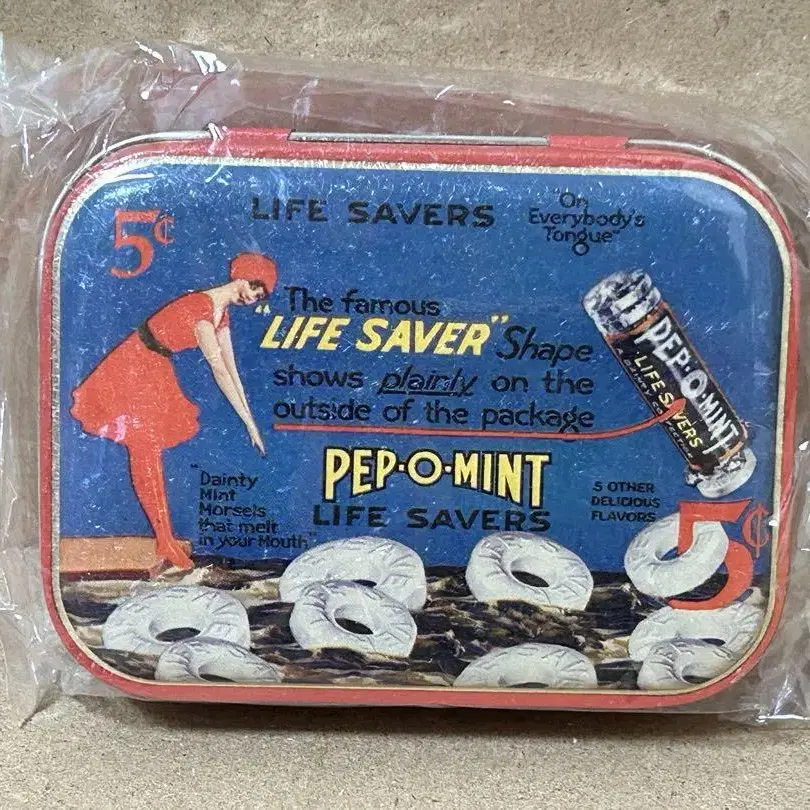 5¢
LIFE SAVERS
"On
Everybody's
Tongue"
The famous
"LIFE SAVER" Shape
shows plainly on the
outside of the package
PEP-O-MINT
LIFE SAVERS
PEP·O·MINT
LIFE SAVERS
"Dainty
Mint
Morsels
that melt
in your Mouth"
5 OTHER
DELICIOUS
FLAVORS
5¢